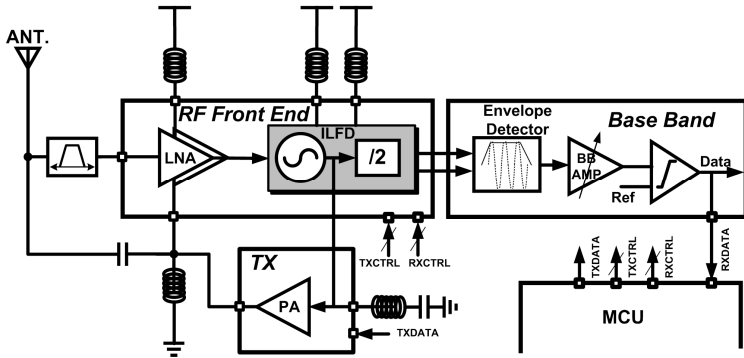 ANT.
RF Front End
LNA
ILFD
/2
Envelope
Detector
Base Band
BB
AMP
Ref
Data
TXCTRL
RXCTRL
TX
PA
TXDATA
TXDATA
TXCTRL
RXCTRL
RXDATA
MCU